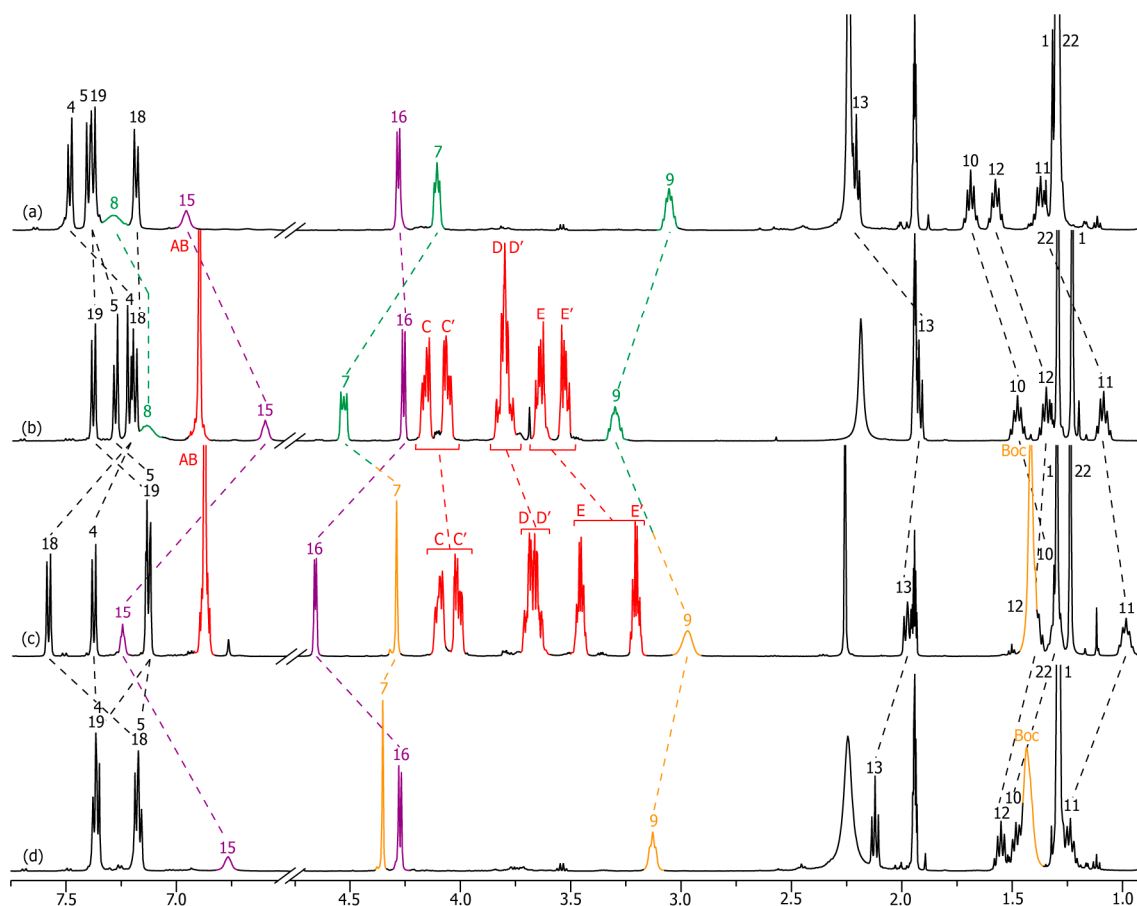 4 5 19 18 8 15 16 7 9 13 10 12 11 1 22
(a)
AB
19 5 4 18 8 15 16 7 C C′ D D′ E E′ 9 13 10 12 22 11 1
(b)
AB
18 4 5 19 15 16 7 C C′ D D′ E E′ 9 13 12 Boc 10 1 22 11
(c)
4 19 5 18 15 7 16 9 13 12 10 Boc 22 1 11
(d)
7.5 7.0 4.5 4.0 3.5 3.0 2.5 2.0 1.5 1.0